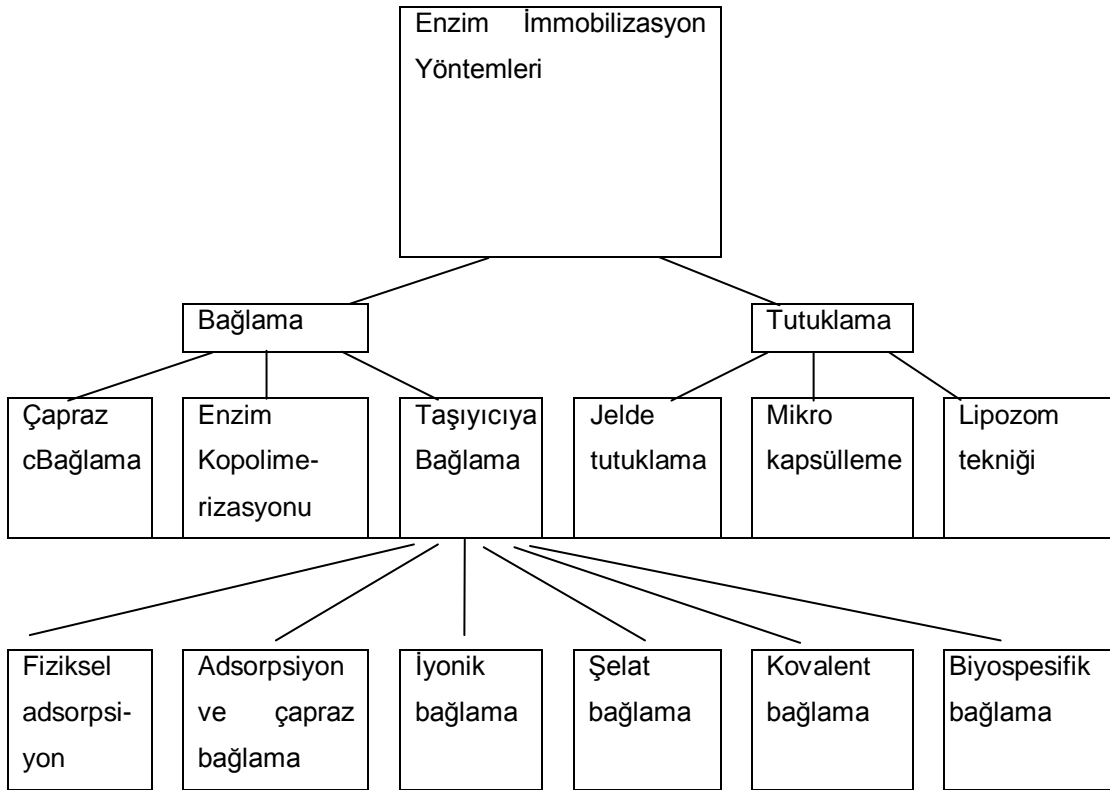 Enzim İmmobilizasyon
Yöntemleri
Bağlama
Tutuklama
Çapraz
cBağlama
Enzim
Kopolime-
rizasyonu
Taşıyıcıya
Bağlama
Jelde
tutuklama
Mikro
kapsülleme
Lipozom
tekniği
Fiziksel
adsorpsi-
yon
Adsorpsiyon
ve çapraz
bağlama
İyonik
bağlama
Şelat
bağlama
Kovalent
bağlama
Biyospesifik
bağlama